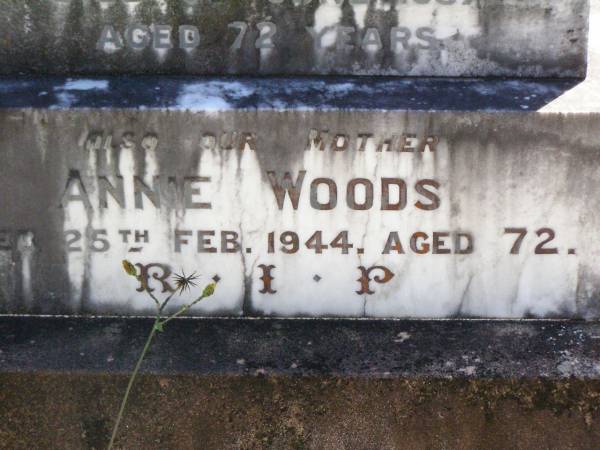 AGED 72 YEARS
ALSO OUR MOTHER
ANNIE WOODS
25TH FEB. 1944. AGED 72.
R · I · P